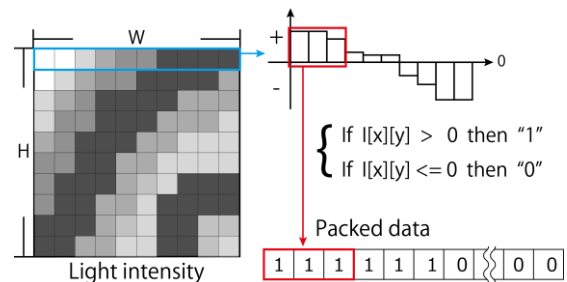 W
H
Light intensity
+
0
-
If I[x][y] > 0 then “1”
If I[x][y] <= 0 then “0”
Packed data
1 1 1 1 1 1 0 0 0